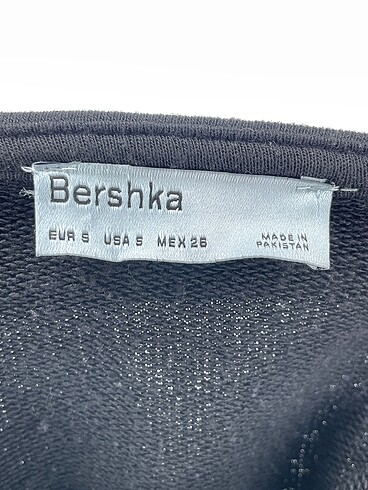 Bershka
EUR S USA S MEX 26
MADE IN
PAKISTAN